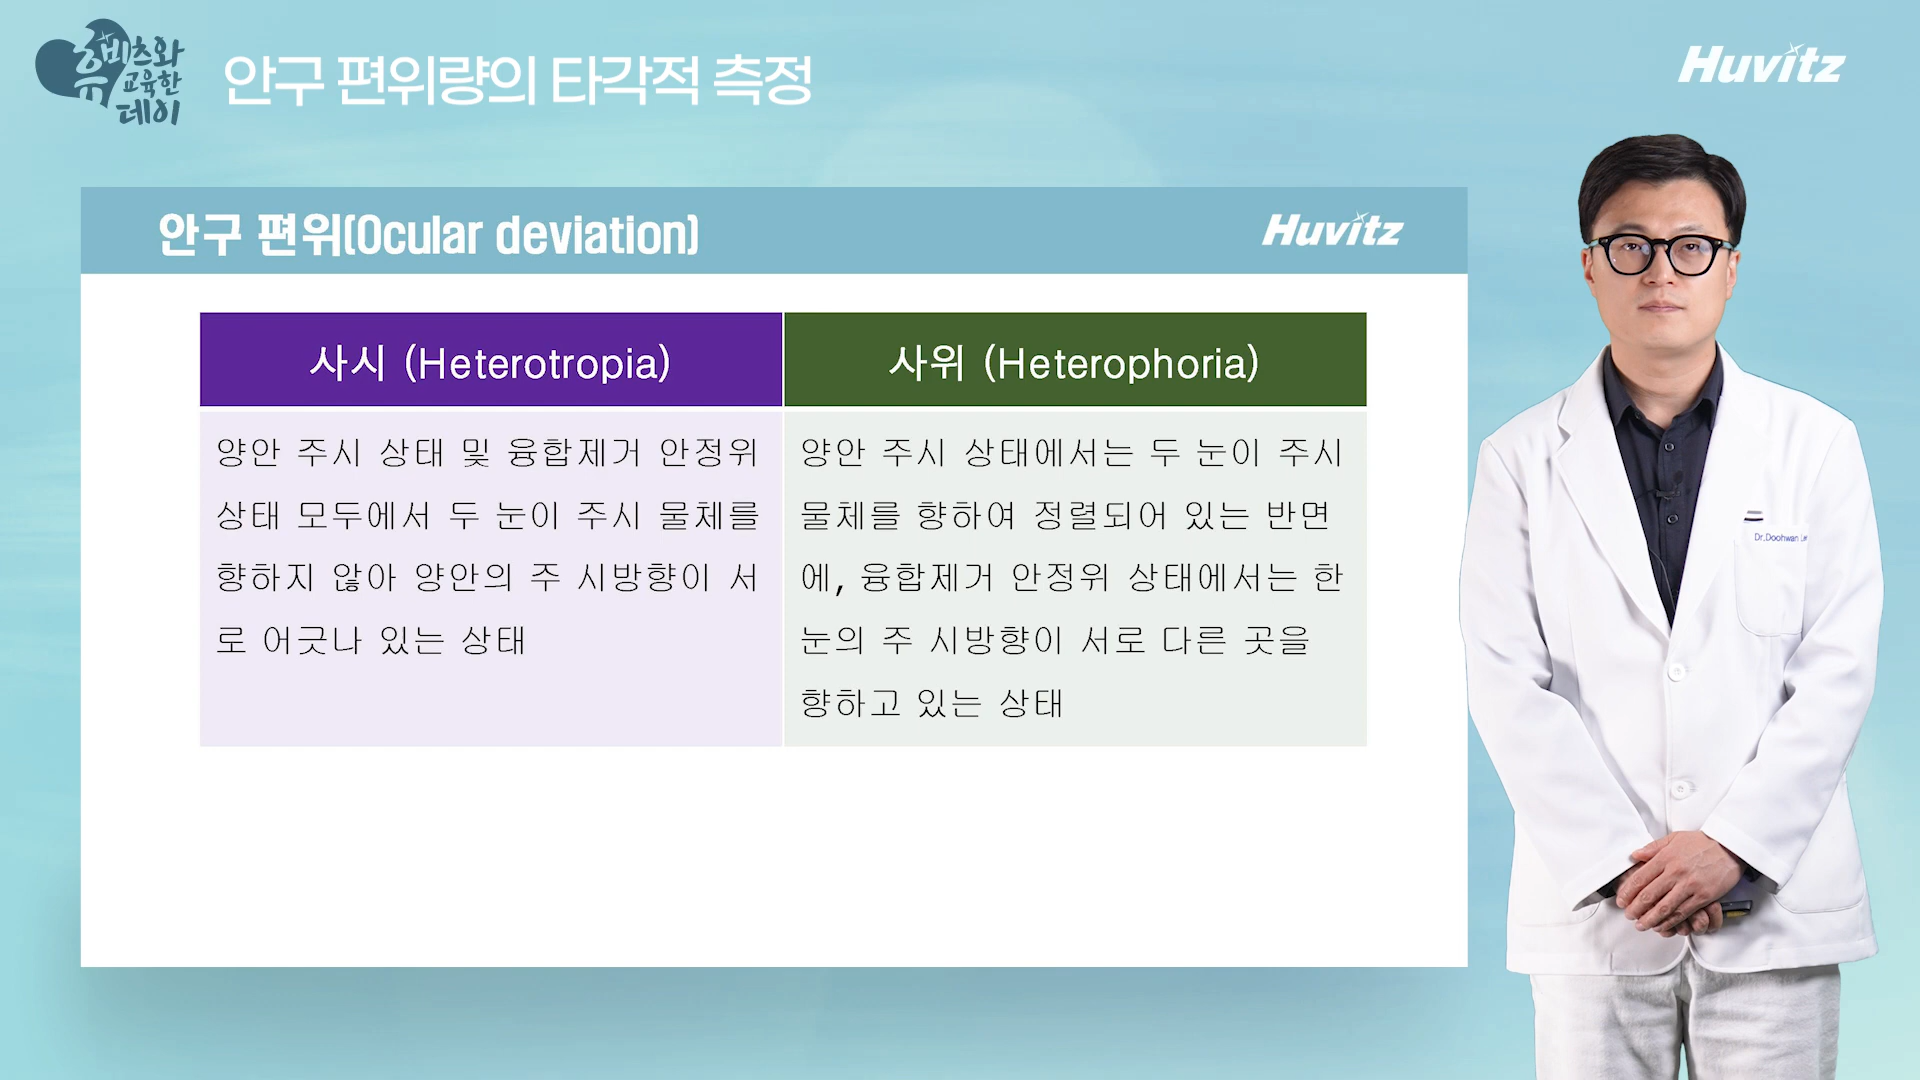 휴비츠와
교육한
데이
안구 편위량의 타각적 측정
Huvitz
안구 편위(Ocular deviation)
Huvitz
사시 (Heterotropia)
양안 주시 상태 및 융합제거 안정위
상태 모두에서 두 눈이 주시 물체를
향하지 않아 양안의 주 시방향이 서
로 어긋나 있는 상태
사위 (Heterophoria)
양안 주시 상태에서는 두 눈이 주시
물체를 향하여 정렬되어 있는 반면
에, 융합제거 안정위 상태에서는 한
눈의 주 시방향이 서로 다른 곳을
향하고 있는 상태
Dr.Doohwan